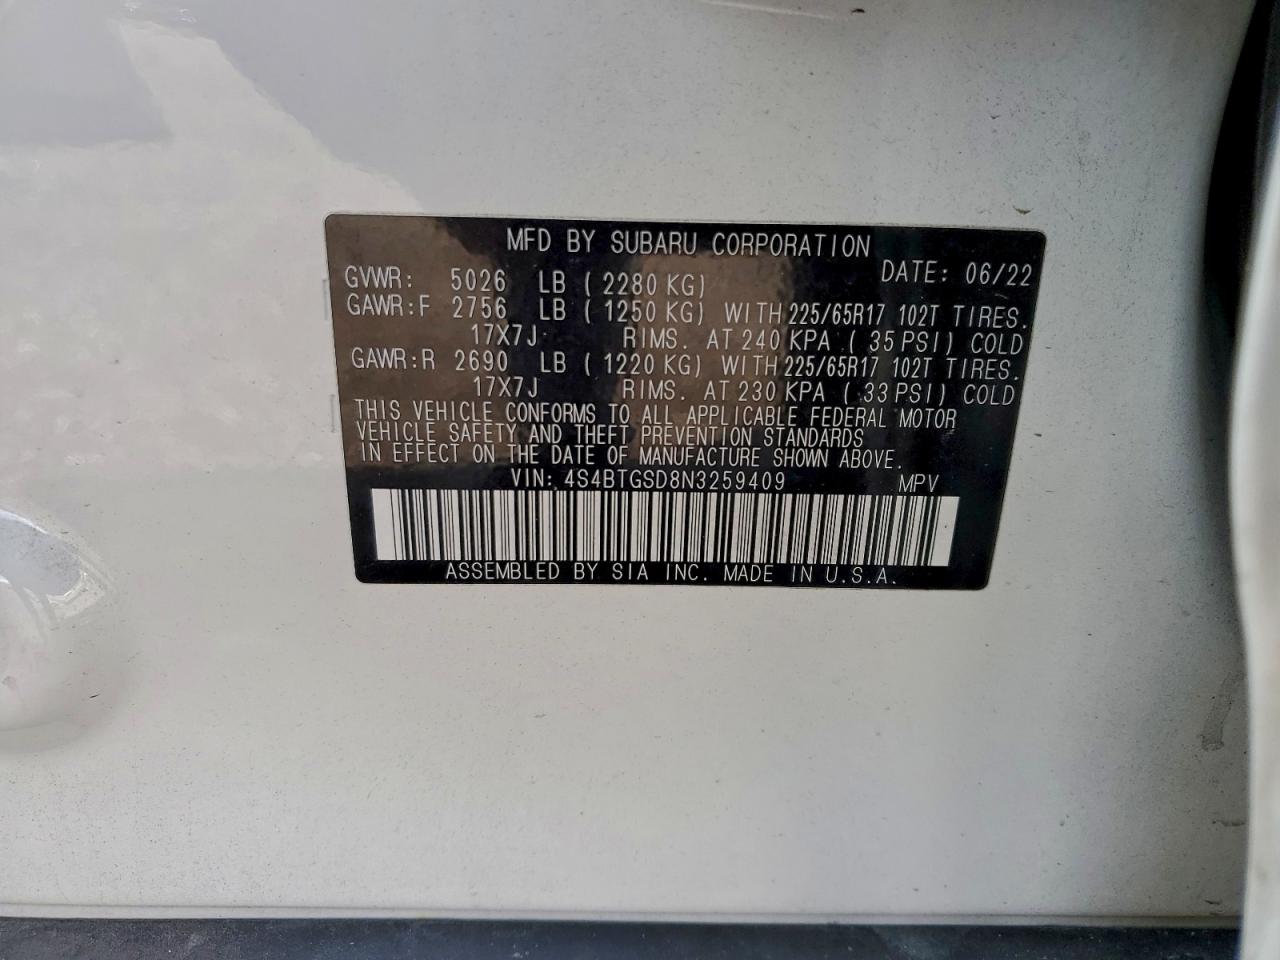 MFD BY SUBARU CORPORATION
DATE: 06/22
GVWR: 5026 LB ( 2280 KG)
GAWR:F 2756 LB ( 1250 KG) WITH 225/65R17 102T TIRES.
17X7J RIMS. AT 240 KPA ( 35 PSI) COLD
GAWR:R 2690 LB ( 1220 KG) WITH 225/65R17 102T TIRES.
17X7J RIMS. AT 230 KPA ( 33 PSI) COLD
THIS VEHICLE CONFORMS TO ALL APPLICABLE FEDERAL MOTOR
VEHICLE SAFETY AND THEFT PREVENTION STANDARDS
IN EFFECT ON THE DATE OF MANUFACTURE SHOWN ABOVE.
VIN: 4S4BTGSD8N3259409 MPV
ASSEMBLED BY SIA INC. MADE IN U.S.A.